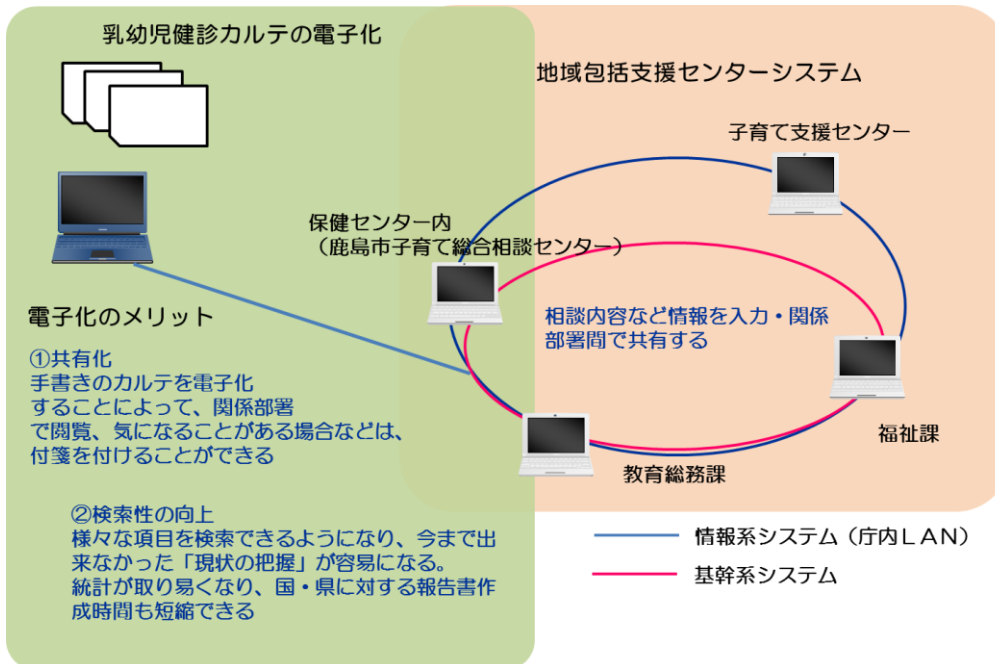 乳幼児健診カルテの電子化
地域包括支援センターシステム
子育て支援センター
保健センター内
（鹿島市子育て総合相談センター）
相談内容など情報を入力・関係
部署間で共有する
福祉課
教育総務課
電子化のメリット
①共有化
手書きのカルテを電子化
することによって、関係部署
で閲覧、気になることがある場合などは、
付箋を付けることができる
②検索性の向上
様々な項目を検索できるようになり、今まで出
来なかった「現状の把握」が容易になる。
統計が取り易くなり、国・県に対する報告書作
成時間も短縮できる
情報系システム（庁内ＬＡＮ）
基幹系システム